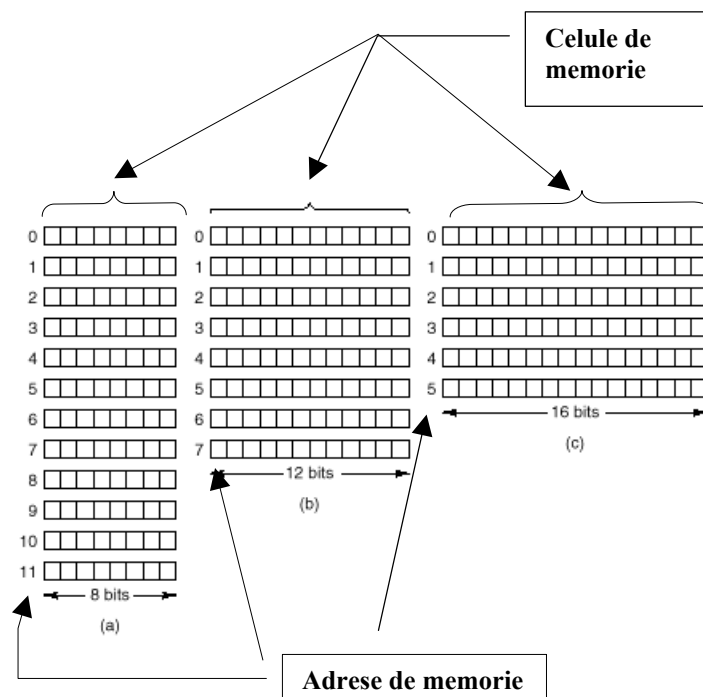 Celule de
memorie
0 0 0
1 1 1
2 2 2
3 3 3
4 4 4
5 5 5
6 6 16 bits
7 7 (c)
8 12 bits
9 (b)
10
11
8 bits
(a)
Adrese de memorie